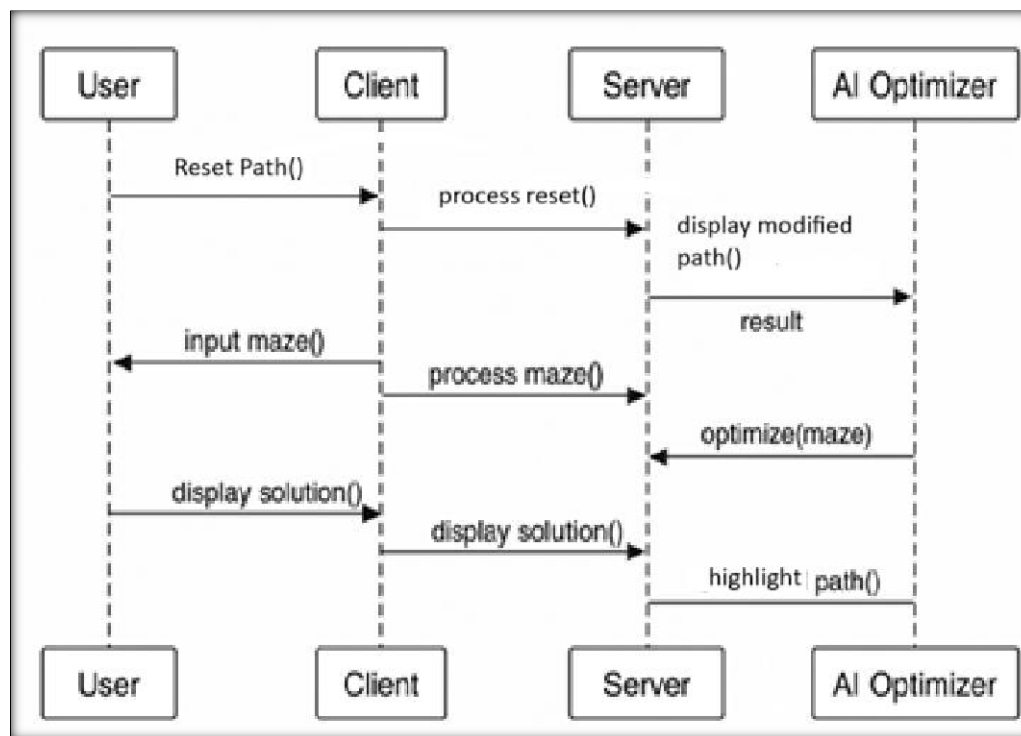 User
Client
Server
AI Optimizer
Reset Path()
process reset()
display modified
path()
result
input maze()
process maze()
optimize(maze)
display solution()
display solution()
highlight path()
User
Client
Server
AI Optimizer